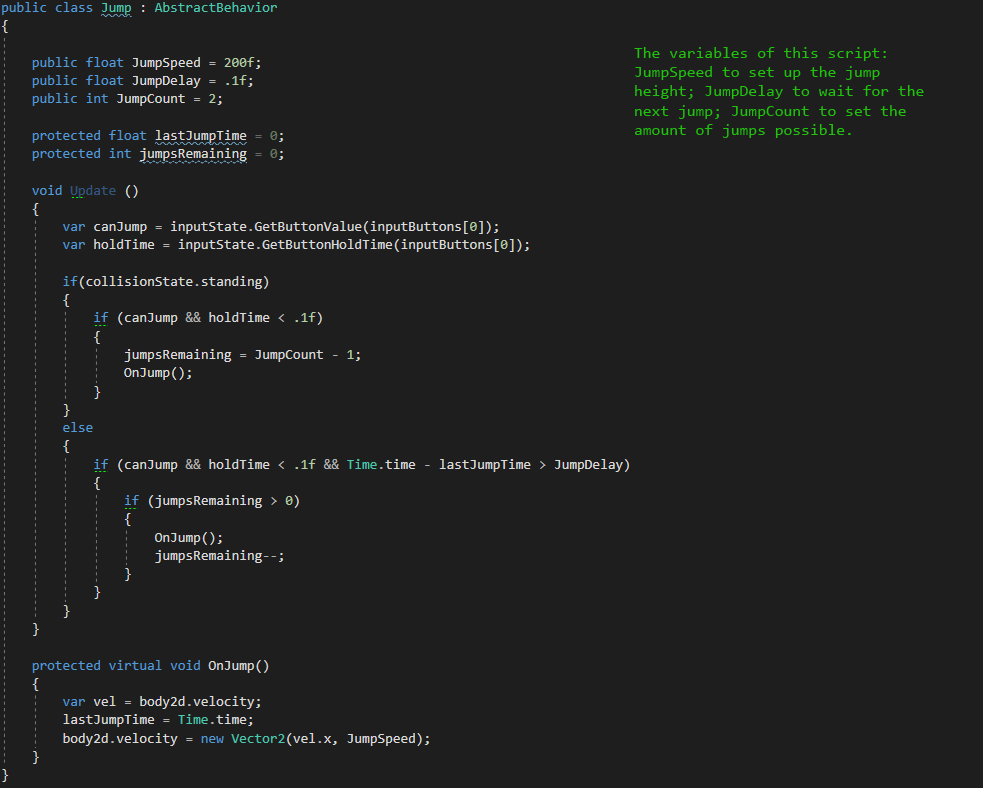 public class Jump : AbstractBehavior
{
public float JumpSpeed = 200f;
public float JumpDelay = .1f;
public int JumpCount = 2;
The variables of this script:
JumpSpeed to set up the jump
height; JumpDelay to wait for the
next jump; JumpCount to set the
amount of jumps possible.
protected float lastJumpTime = 0;
protected int jumpsRemaining = 0;
void Update ()
{
var canJump = inputState.GetButtonValue(inputButtons[0]);
var holdTime = inputState.GetButtonHoldTime(inputButtons[0]);
if(collisionState.standing)
{
if (canJump && holdTime < .1f)
{
jumpsRemaining = JumpCount - 1;
OnJump();
}
}
else
{
if (canJump && holdTime < .1f && Time.time - lastJumpTime > JumpDelay)
{
if (jumpsRemaining > 0)
{
OnJump();
jumpsRemaining--;
}
}
}
}
protected virtual void OnJump()
{
var vel = body2d.velocity;
lastJumpTime = Time.time;
body2d.velocity = new Vector2(vel.x, JumpSpeed);
}
}